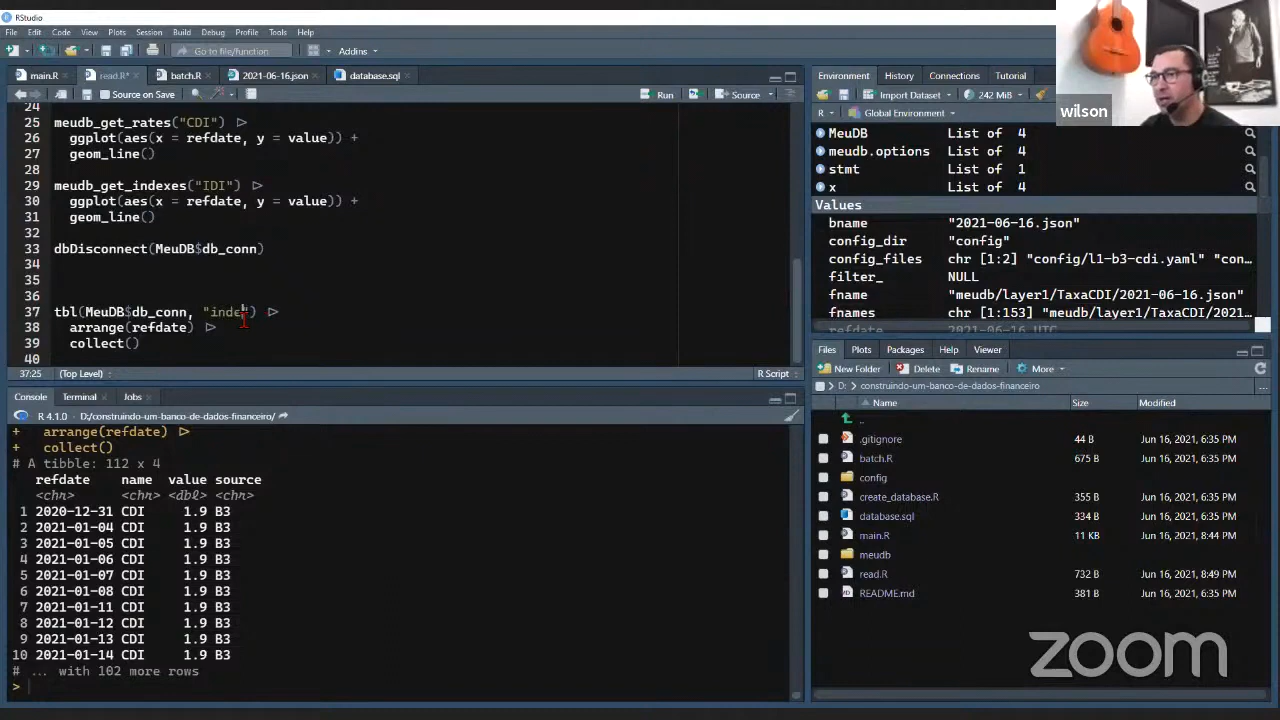 RStudio
File Edit Code View Plots Session Build Debug Profile Tools Help
Go to file/function Addins
main.R read.R* batch.R 2021-06-16.json database.sql
Source on Save Run Source
24
25 meudb_get_rates("CDI") ▷
26 ggplot(aes(x = refdate, y = value)) +
27 geom_line()
28
29 meudb_get_indexes("IDI") ▷
30 ggplot(aes(x = refdate, y = value)) +
31 geom_line()
32
33 dbDisconnect(MeuDB$db_conn)
34
35
36
37 tbl(MeuDB$db_conn, "inde") ▷
38 arrange(refdate) ▷
39 collect()
40
37:25 (Top Level) R Script
Console Terminal Jobs
R 4.1.0 · D:/construindo-um-banco-de-dados-financeiro/
+ arrange(refdate) ▷
+ collect()
# A tibble: 112 x 4
refdate name value source
<chr> <chr> <dbl> <chr>
1 2020-12-31 CDI 1.9 B3
2 2021-01-04 CDI 1.9 B3
3 2021-01-05 CDI 1.9 B3
4 2021-01-06 CDI 1.9 B3
5 2021-01-07 CDI 1.9 B3
6 2021-01-08 CDI 1.9 B3
7 2021-01-11 CDI 1.9 B3
8 2021-01-12 CDI 1.9 B3
9 2021-01-13 CDI 1.9 B3
10 2021-01-14 CDI 1.9 B3
# ... with 102 more rows
>
wilson
Environment History Connections Tutorial
Import Dataset 242 MiB
R Global Environment
MeuDB List of 4
meudb.options List of 4
stmt List of 1
x List of 4
Values
bname "2021-06-16.json"
config_dir "config"
config_files chr [1:2] "config/l1-b3-cdi.yaml" "con…
filter_ NULL
fname "meudb/layer1/TaxaCDI/2021-06-16.json"
fnames chr [1:153] "meudb/layer1/TaxaCDI/2021…
refdate 2021-06-16 UTC
Files Plots Packages Help Viewer
New Folder Delete Rename More
D: construindo-um-banco-de-dados-financeiro ...
Name Size Modified
..
.gitignore 44 B Jun 16, 2021, 6:35 PM
batch.R 675 B Jun 16, 2021, 6:35 PM
config
create_database.R 355 B Jun 16, 2021, 6:35 PM
database.sql 334 B Jun 16, 2021, 6:35 PM
main.R 11 KB Jun 16, 2021, 8:44 PM
meudb
read.R 732 B Jun 16, 2021, 8:49 PM
README.md 381 B Jun 16, 2021, 6:35 PM
zoom